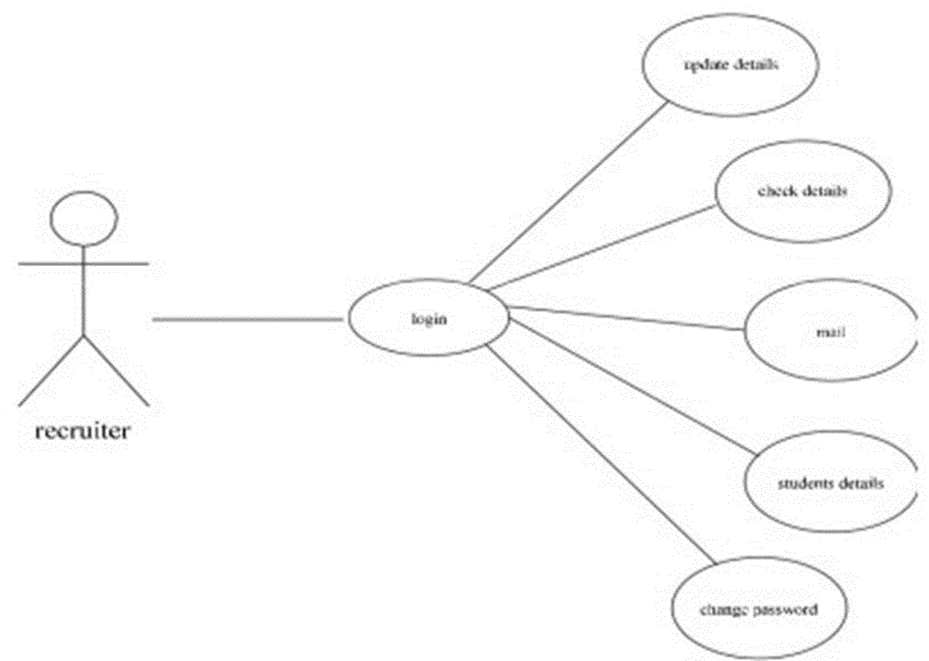 update details
check details
login
mail
recruiter
students details
change password